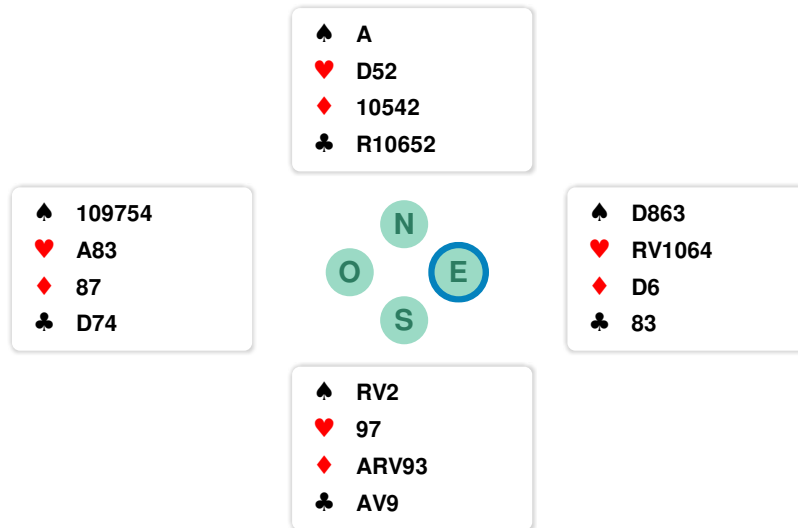 ♠ A
♥ D52
♦ 10542
♣ R10652
♠ 109754
♥ A83
♦ 87
♣ D74
N
O E
S
♠ D863
♥ RV1064
♦ D6
♣ 83
♠ RV2
♥ 97
♦ ARV93
♣ AV9